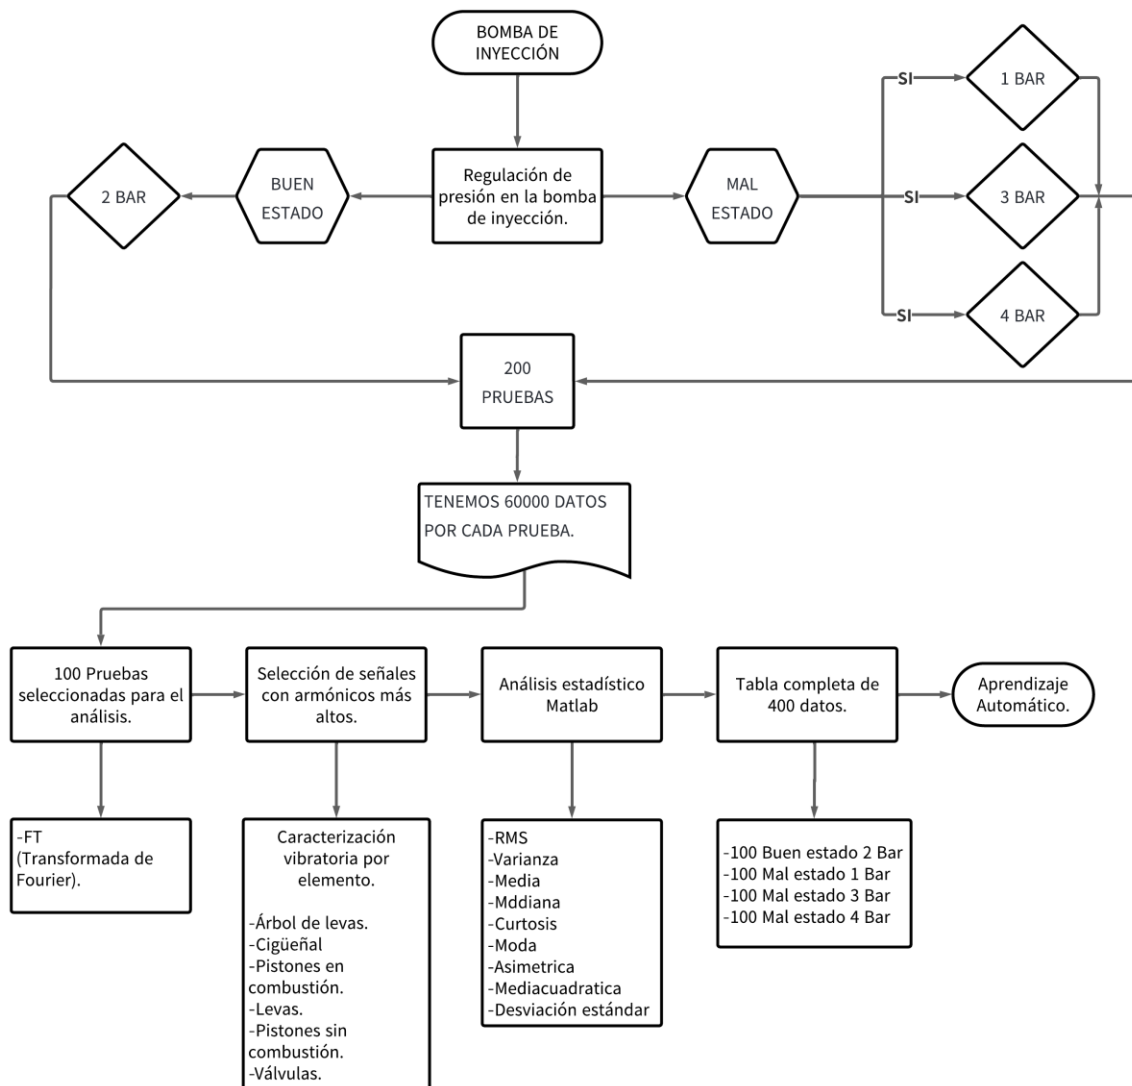 BOMBA DE
INYECCIÓN
SI
1 BAR
2 BAR
BUEN
ESTADO
Regulación de
presión en la bomba
de inyección.
MAL
ESTADO
SI
3 BAR
SI
4 BAR
200
PRUEBAS
TENEMOS 60000 DATOS
POR CADA PRUEBA.
100 Pruebas
seleccionadas para el
análisis.
Selección de señales
con armónicos más
altos.
Análisis estadístico
Matlab
Tabla completa de
400 datos.
Aprendizaje
Automático.
-FT
(Transformada de
Fourier).
Caracterización
vibratoria por
elemento.
-Árbol de levas.
-Cigüeñal
-Pistones en
combustión.
-Levas.
-Pistones sin
combustión.
-Válvulas.
-RMS
-Varianza
-Media
-Mddiana
-Curtosis
-Moda
-Asimetrica
-Mediacuadratica
-Desviación estándar
-100 Buen estado 2 Bar
-100 Mal estado 1 Bar
-100 Mal estado 3 Bar
-100 Mal estado 4 Bar